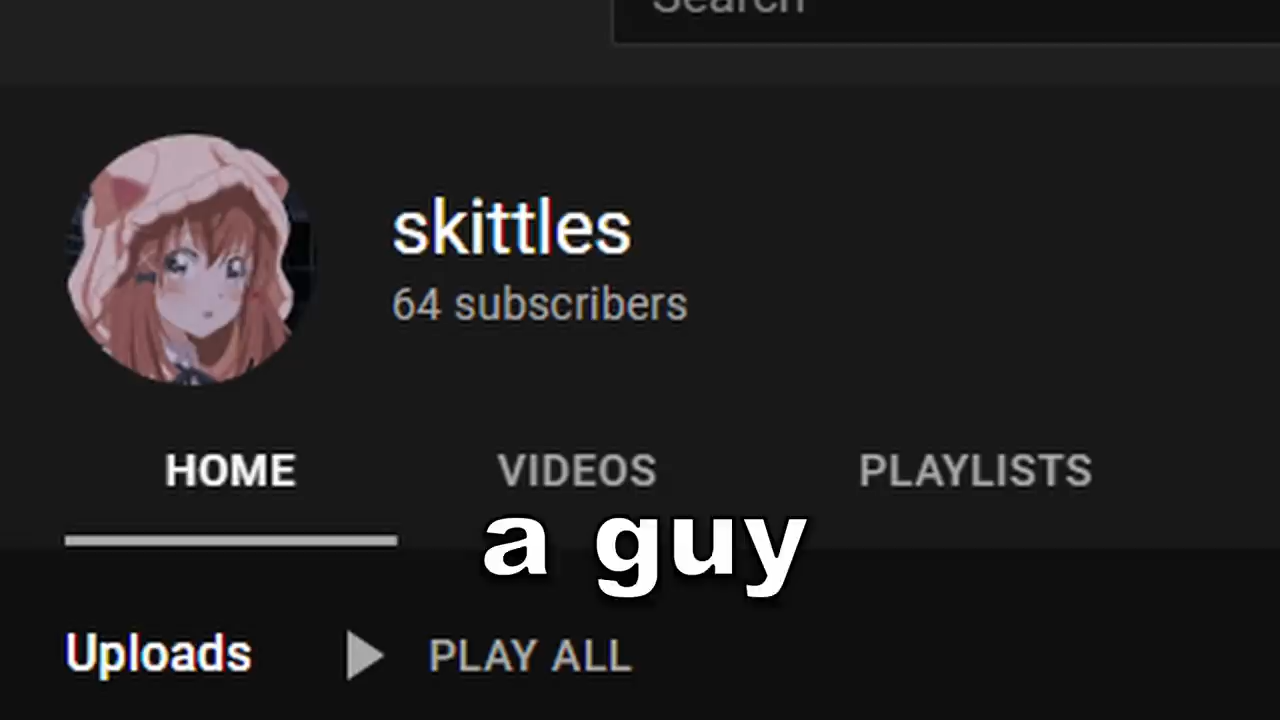 Search
skittles
64 subscribers
HOME VIDEOS PLAYLISTS
a guy
Uploads PLAY ALL